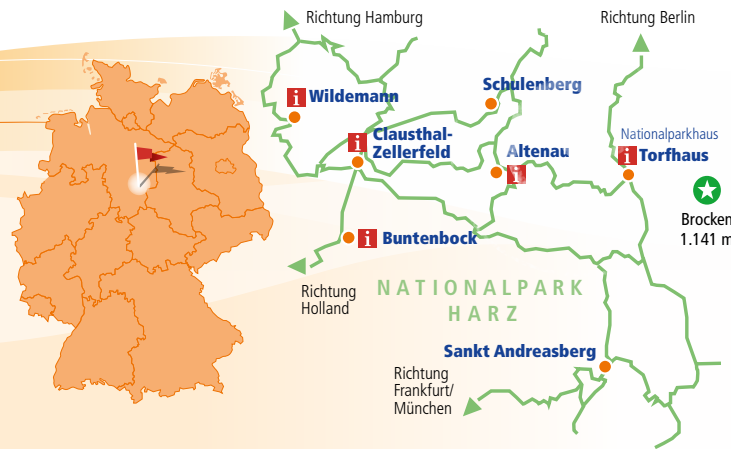 Richtung Hamburg
Richtung Berlin
i Wildemann
Schulenberg
i Clausthal-
Zellerfeld
Altenau
i
Nationalparkhaus
i Torfhaus
Brocken
1.141 m
i Buntenbock
Richtung
Holland
NATIONALPARK
HARZ
Sankt Andreasberg
Richtung
Frankfurt/
München